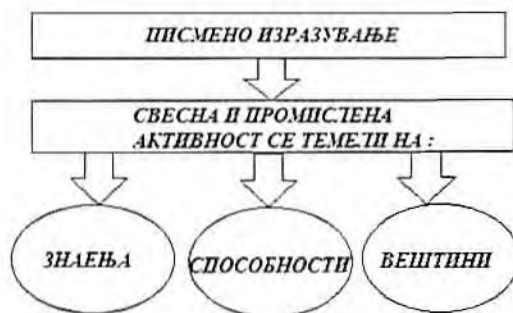 ПИСМЕНО ИЗРАЗУВАЊЕ
СВЕСНА И ПРОМИСЛЕНА
АКТИВНОСТ СЕ ТЕМЕЛИ НА :
ЗНАЕЊА
СПОСОБНОСТИ
ВЕШТИНИ